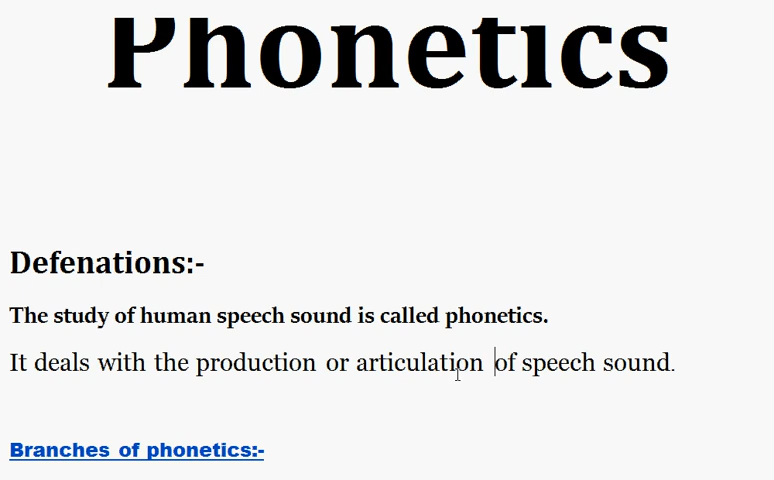 Phonetics
Defenations:-
The study of human speech sound is called phonetics.
It deals with the production or articulation of speech sound.
Branches of phonetics:-